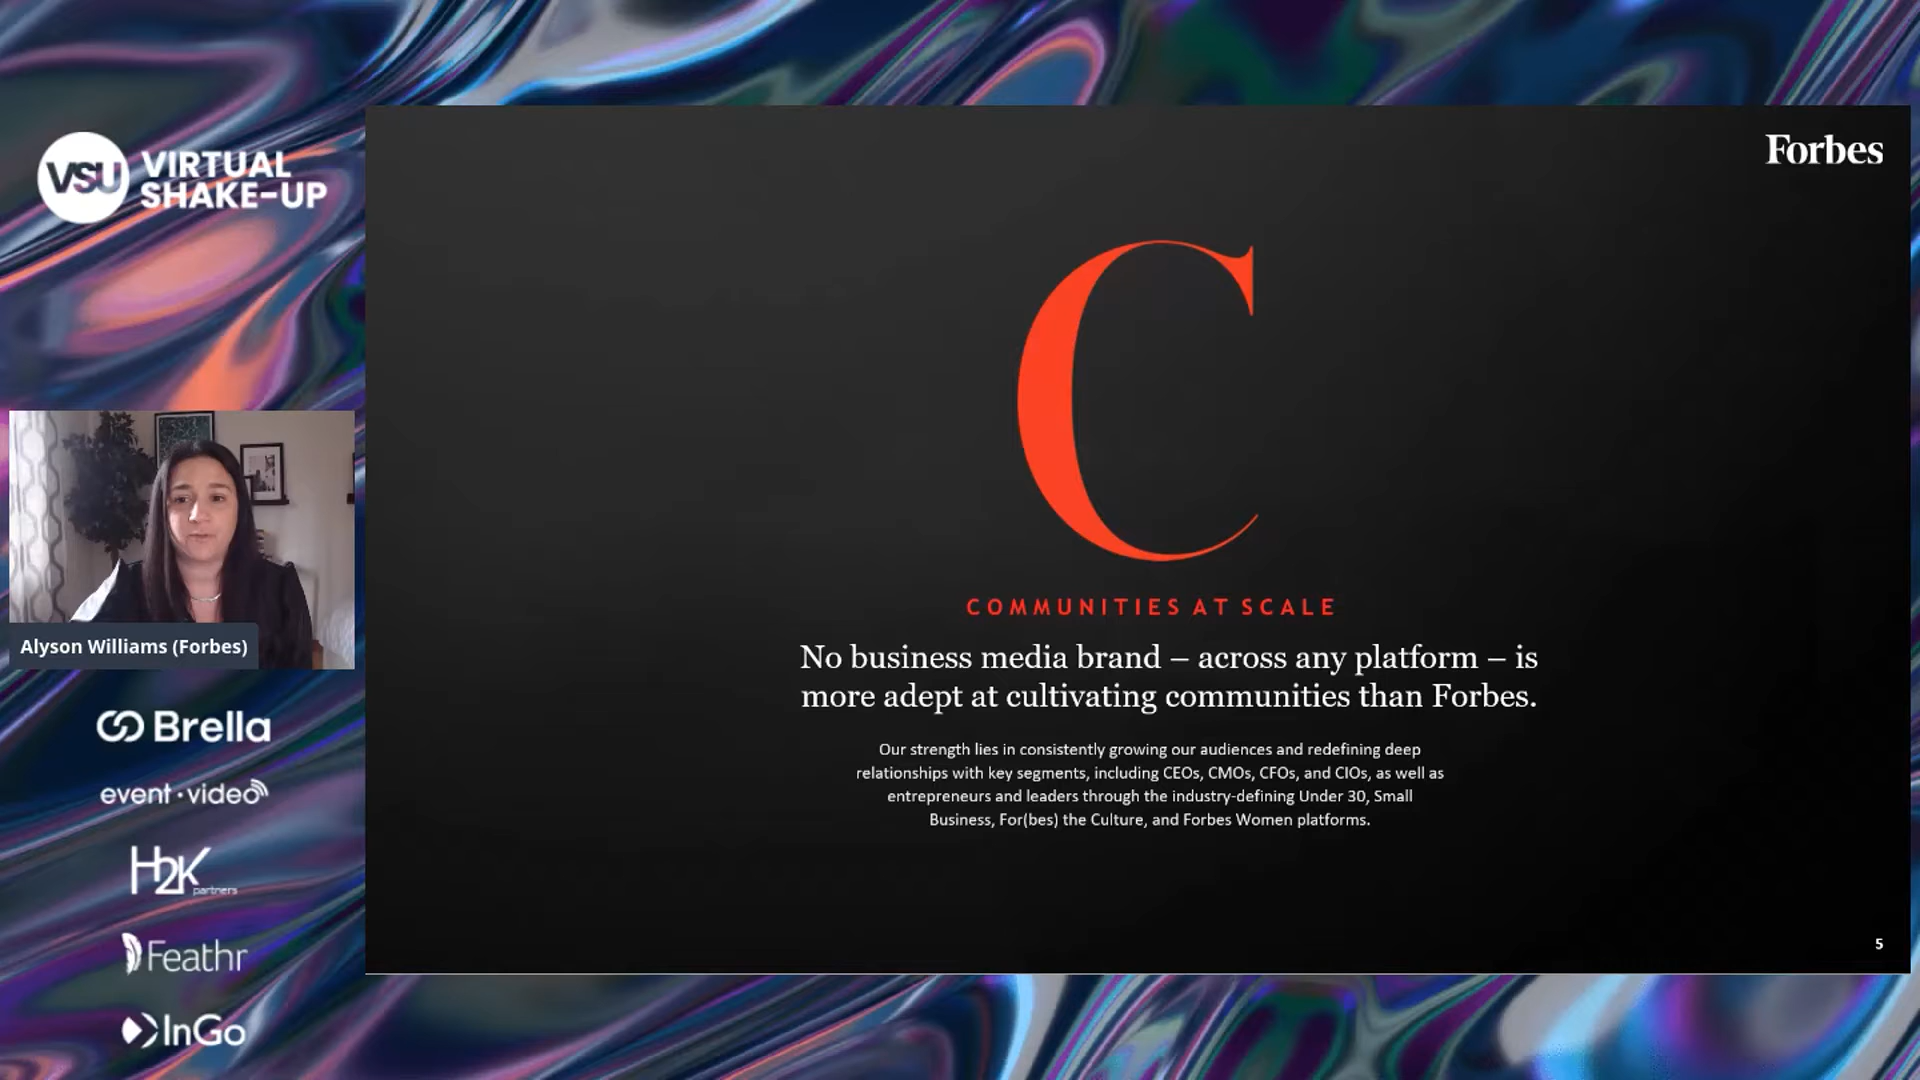 VSU VIRTUAL
SHAKE-UP
Forbes
C
COMMUNITIES AT SCALE
No business media brand – across any platform – is
more adept at cultivating communities than Forbes.
Our strength lies in consistently growing our audiences and redefining deep
relationships with key segments, including CEOs, CMOs, CFOs, and CIOs, as well as
entrepreneurs and leaders through the industry-defining Under 30, Small
Business, For(bes) the Culture, and Forbes Women platforms.
5
Alyson Williams (Forbes)
Brella
event·video
H2K
partners
Feathr
InGo